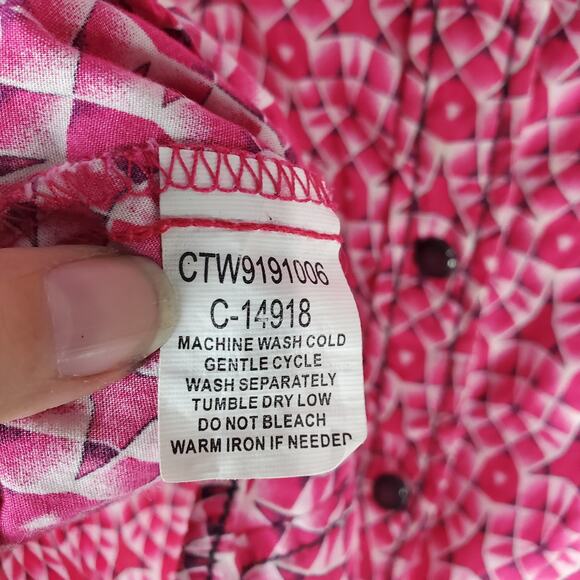 CTW9191006
C-14918
MACHINE WASH COLD
GENTLE CYCLE
WASH SEPARATELY
TUMBLE DRY LOW
DO NOT BLEACH
WARM IRON IF NEEDED